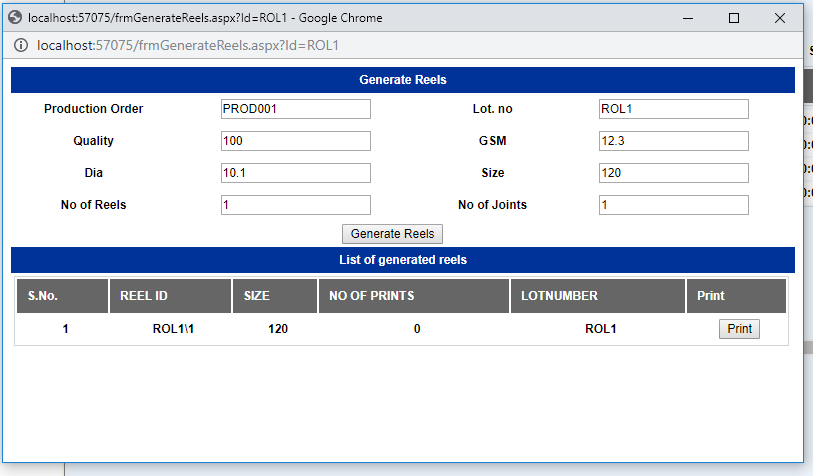 localhost:57075/frmGenerateReels.aspx?Id=ROL1 - Google Chrome
localhost:57075/frmGenerateReels.aspx?Id=ROL1
Generate Reels
Production Order PROD001 Lot. no ROL1
Quality 100 GSM 12.3
Dia 10.1 Size 120
No of Reels 1 No of Joints 1
Generate Reels
List of generated reels
S.No. REEL ID SIZE NO OF PRINTS LOTNUMBER Print
1 ROL1\1 120 0 ROL1 Print